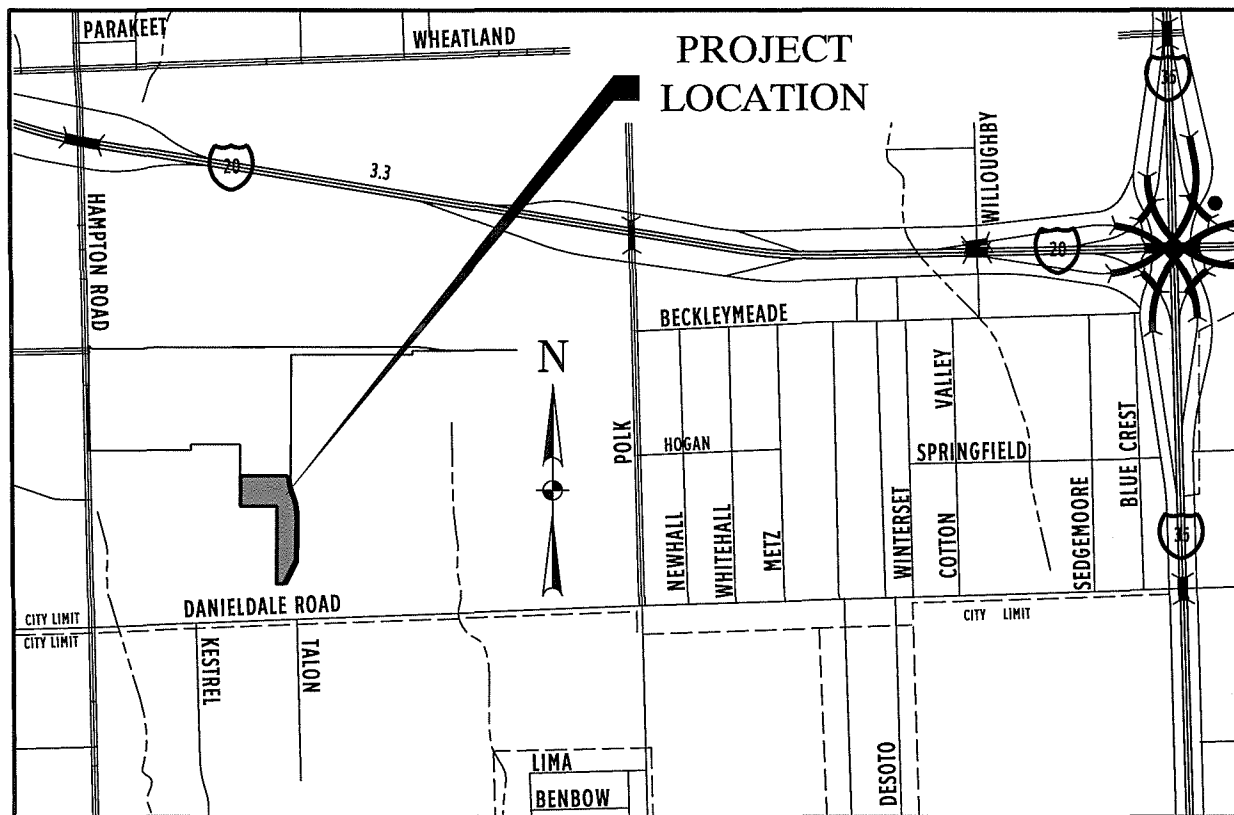 PARAKEET
WHEATLAND
PROJECT
LOCATION
35
20
3.3
WILLOUGHBY
HAMPTON ROAD
20
BECKLEYMEADE
N
VALLEY
POLK
HOGAN
SPRINGFIELD
BLUE CREST
NEWHALL
WHITEHALL
METZ
WINTERSET
COTTON
SEDGEMOORE
35
DANIELDALE ROAD
CITY LIMIT
CITY LIMIT
CITY LIMIT
KESTREL
TALON
LIMA
BENBOW
DESOTO